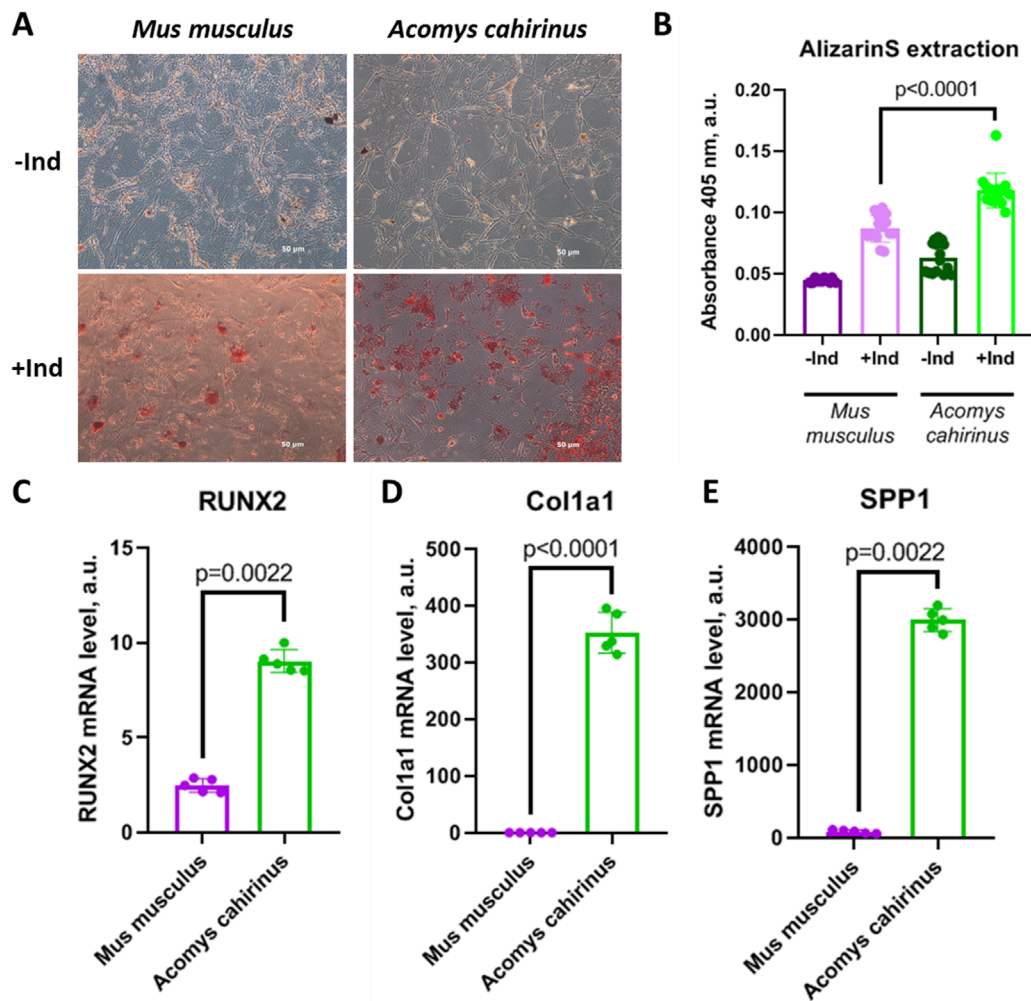 A
Mus musculus
Acomys cahirinus
-Ind
50 µm
50 µm
+Ind
50 µm
50 µm
B
AlizarinS extraction
p<0.0001
Absorbance 405 nm, a.u.
0.20
0.15
0.10
0.05
0.00
-Ind
+Ind
-Ind
+Ind
Mus
musculus
Acomys
cahirinus
C
RUNX2
p=0.0022
RUNX2 mRNA level, a.u.
15
10
5
0
Mus musculus
Acomys cahirinus
D
Col1a1
p<0.0001
Col1a1 mRNA level, a.u.
500
400
300
200
100
0
Mus musculus
Acomys cahirinus
E
SPP1
p=0.0022
SPP1 mRNA level, a.u.
4000
3000
2000
1000
0
Mus musculus
Acomys cahirinus